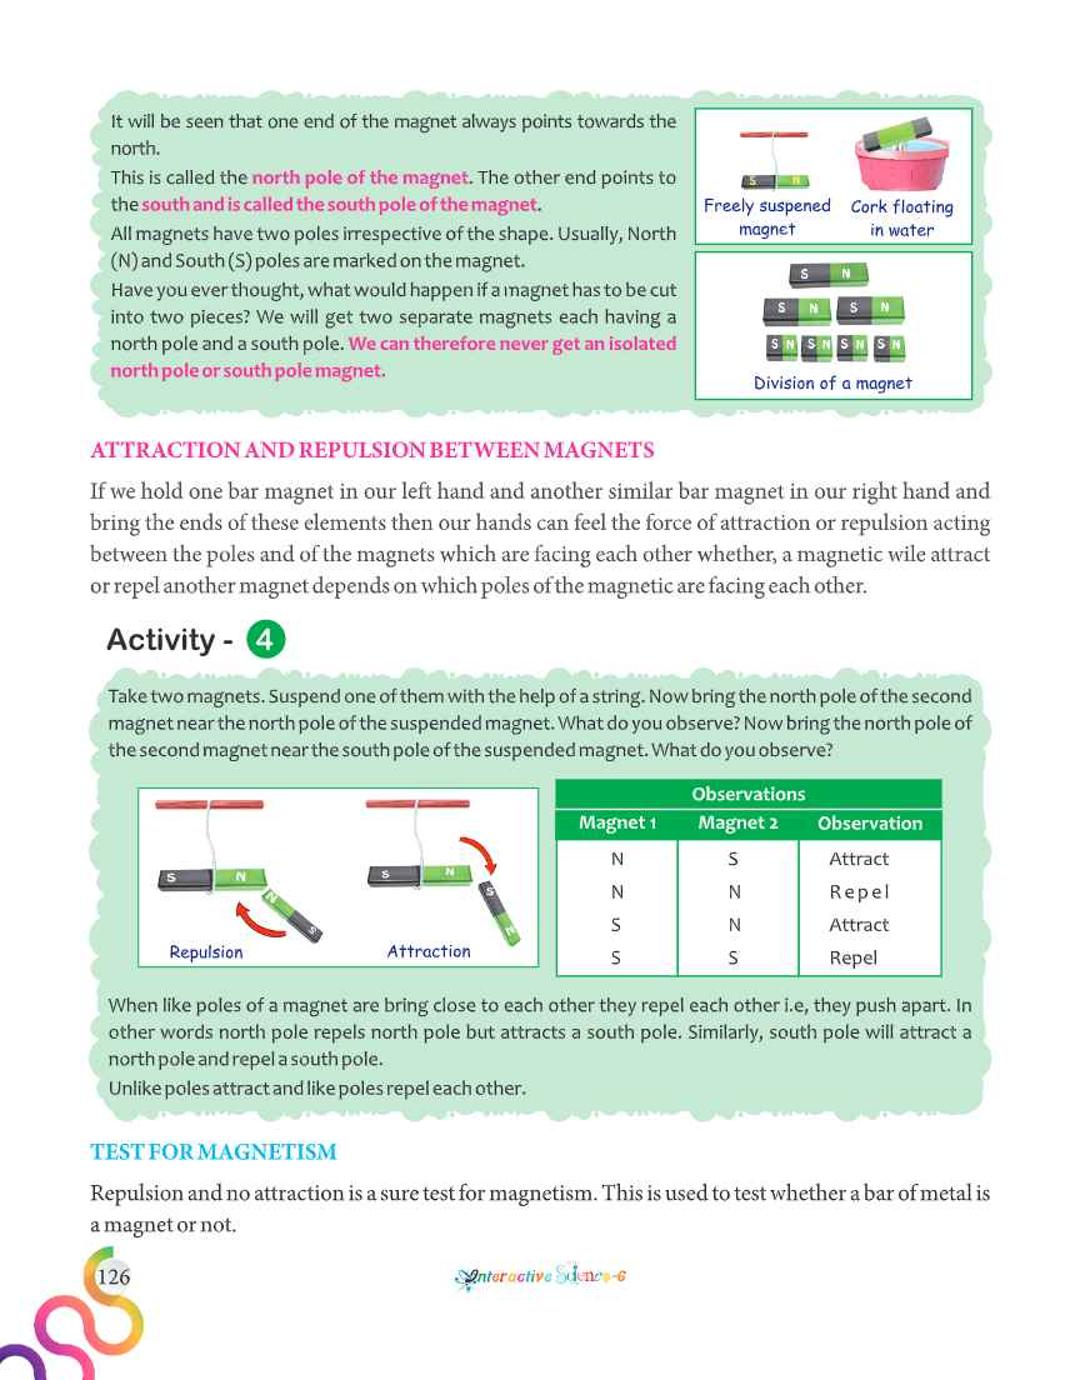 It will be seen that one end of the magnet always points towards the
north.
This is called the north pole of the magnet. The other end points to
the south and is called the south pole of the magnet.
All magnets have two poles irrespective of the shape. Usually, North
(N) and South (S) poles are marked on the magnet.
Have you ever thought, what would happen if a magnet has to be cut
into two pieces? We will get two separate magnets each having a
north pole and a south pole. We can therefore never get an isolated
north pole or south pole magnet.
S N
Freely suspened
magnet
Cork floating
in water
S N
S N S N
S N S N S N S N
Division of a magnet
ATTRACTION AND REPULSION BETWEEN MAGNETS
If we hold one bar magnet in our left hand and another similar bar magnet in our right hand and
bring the ends of these elements then our hands can feel the force of attraction or repulsion acting
between the poles and of the magnets which are facing each other whether, a magnetic wile attract
or repel another magnet depends on which poles of the magnetic are facing each other.
Activity - 4
Take two magnets. Suspend one of them with the help of a string. Now bring the north pole of the second
magnet near the north pole of the suspended magnet. What do you observe? Now bring the north pole of
the second magnet near the south pole of the suspended magnet. What do you observe?
S N
N S
Repulsion
S N
S N
Attraction
Observations
Magnet 1 Magnet 2 Observation
N S Attract
N N Repel
S N Attract
S S Repel
When like poles of a magnet are bring close to each other they repel each other i.e, they push apart. In
other words north pole repels north pole but attracts a south pole. Similarly, south pole will attract a
north pole and repel a south pole.
Unlike poles attract and like poles repel each other.
TEST FOR MAGNETISM
Repulsion and no attraction is a sure test for magnetism. This is used to test whether a bar of metal is
a magnet or not.
126
Interactive Science-6